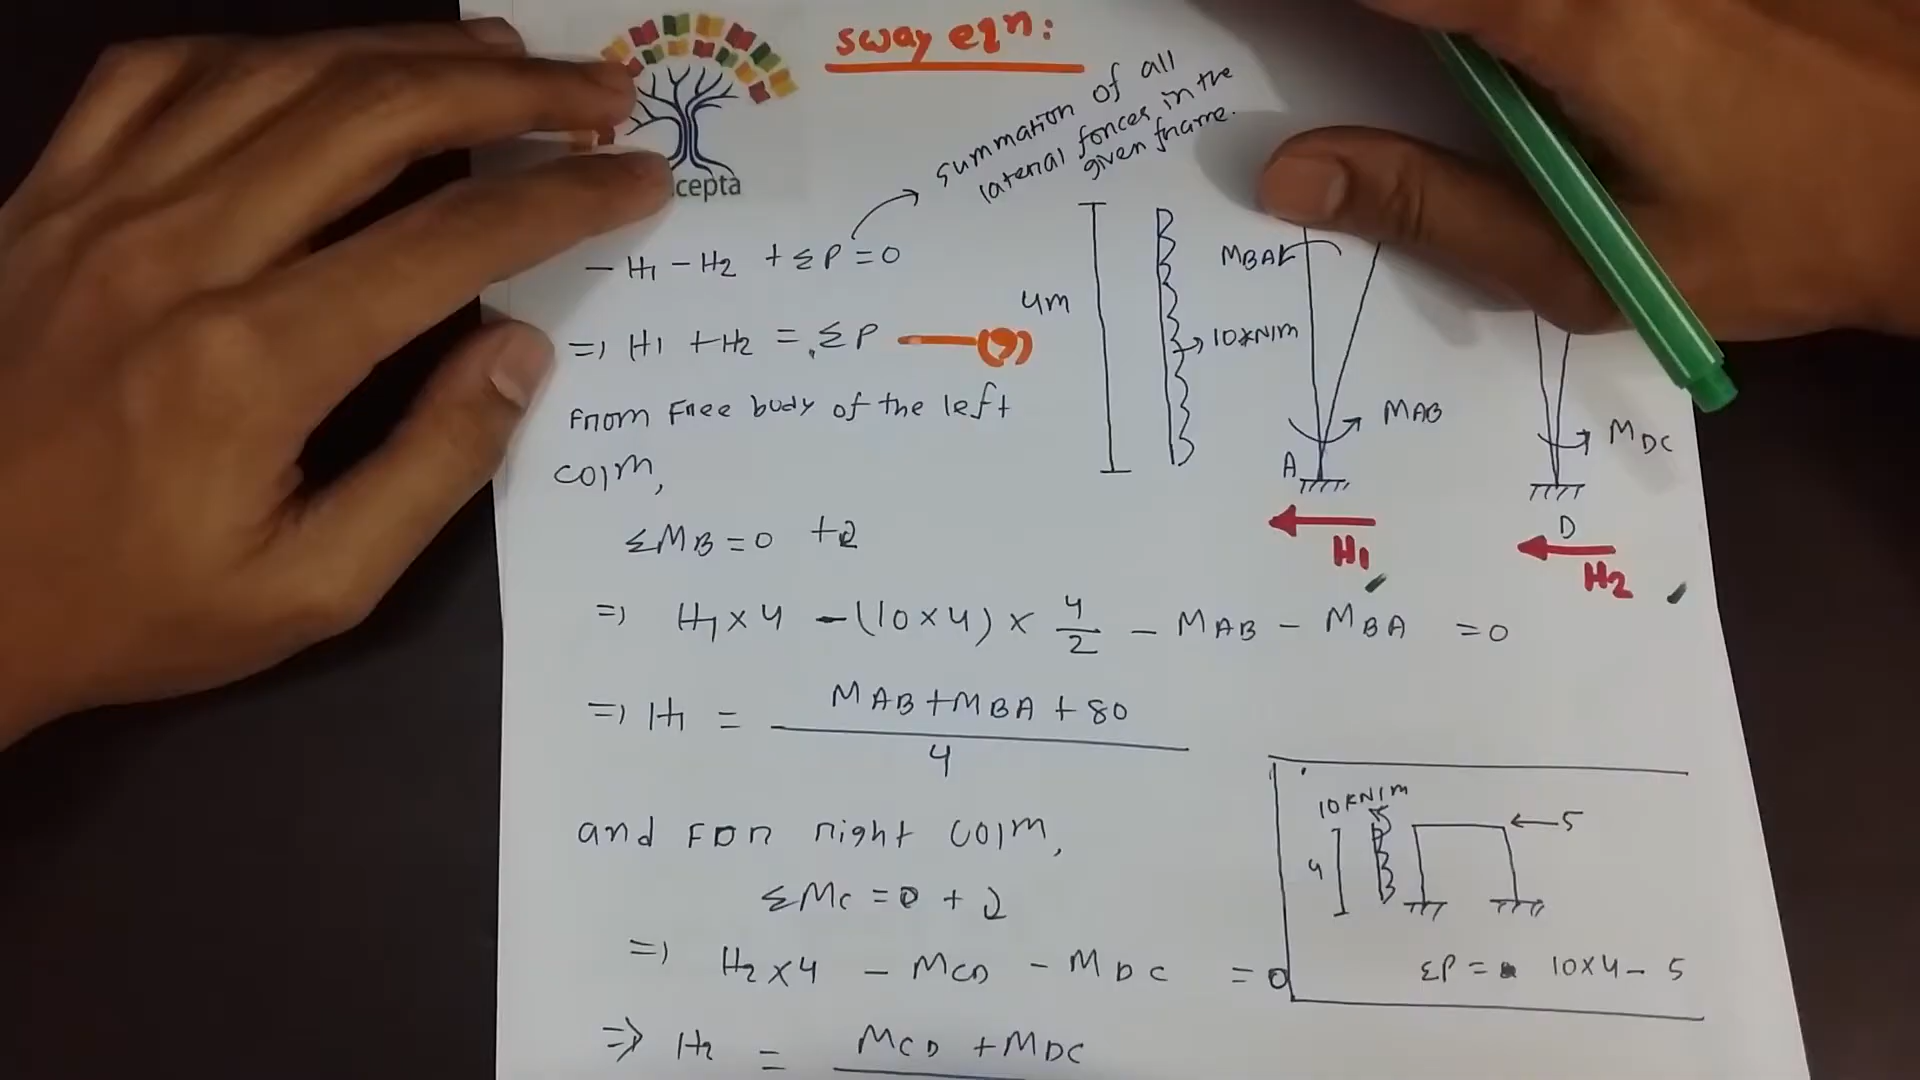 sway eqn:
summation of all
laterial forces in the
given frame.
cepta
- H1 - H2 + ΣP = 0
=> H1 + H2 = ΣP
4m
10KN/m
MBA
MAB
A
H1
MDC
D
H2
From Free body of the left
colm,
ΣMB = 0 +
=> H1 × 4 - (10×4) × 4/2 - MAB - MBA = 0
=> H1 = MAB + MBA + 80 / 4
and For right colm,
ΣMC = 0 +
=> H2 × 4 - MCD - MDC = 0
=> H2 = MCD + MDC
10KN/m
4
5
ΣP = 10×4 - 5